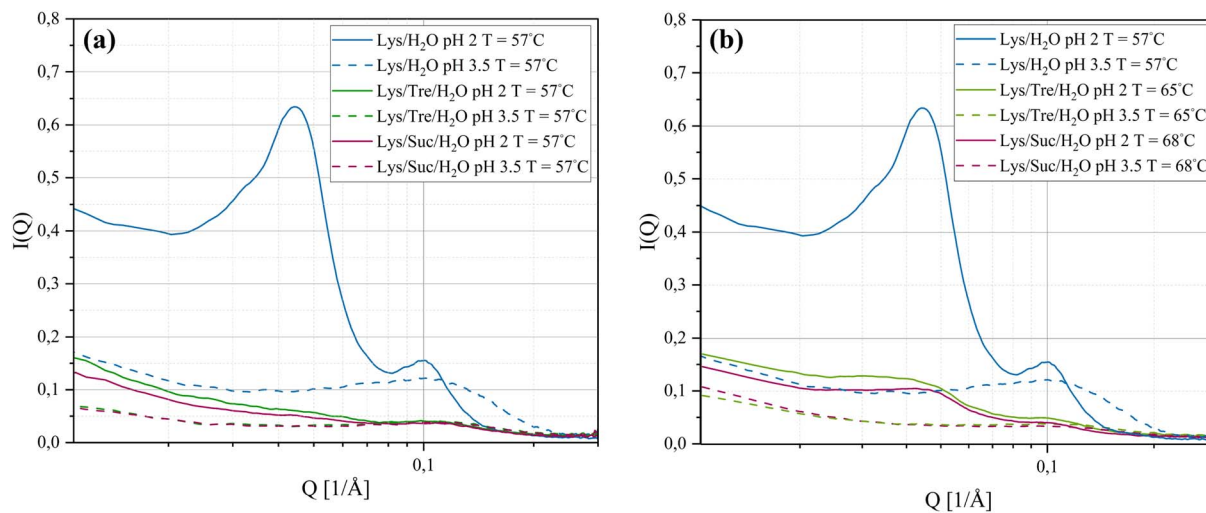 (a)
Lys/H₂O pH 2 T = 57°C
Lys/H₂O pH 3.5 T = 57°C
Lys/Tre/H₂O pH 2 T = 57°C
Lys/Tre/H₂O pH 3.5 T = 57°C
Lys/Suc/H₂O pH 2 T = 57°C
Lys/Suc/H₂O pH 3.5 T = 57°C
0,8
0,7
0,6
0,5
0,4
0,3
0,2
0,1
0,0
I(Q)
0,1
Q [1/Å]
(b)
Lys/H₂O pH 2 T = 57°C
Lys/H₂O pH 3.5 T = 57°C
Lys/Tre/H₂O pH 2 T = 65°C
Lys/Tre/H₂O pH 3.5 T = 65°C
Lys/Suc/H₂O pH 2 T = 68°C
Lys/Suc/H₂O pH 3.5 T = 68°C
0,8
0,7
0,6
0,5
0,4
0,3
0,2
0,1
0,0
I(Q)
0,1
Q [1/Å]